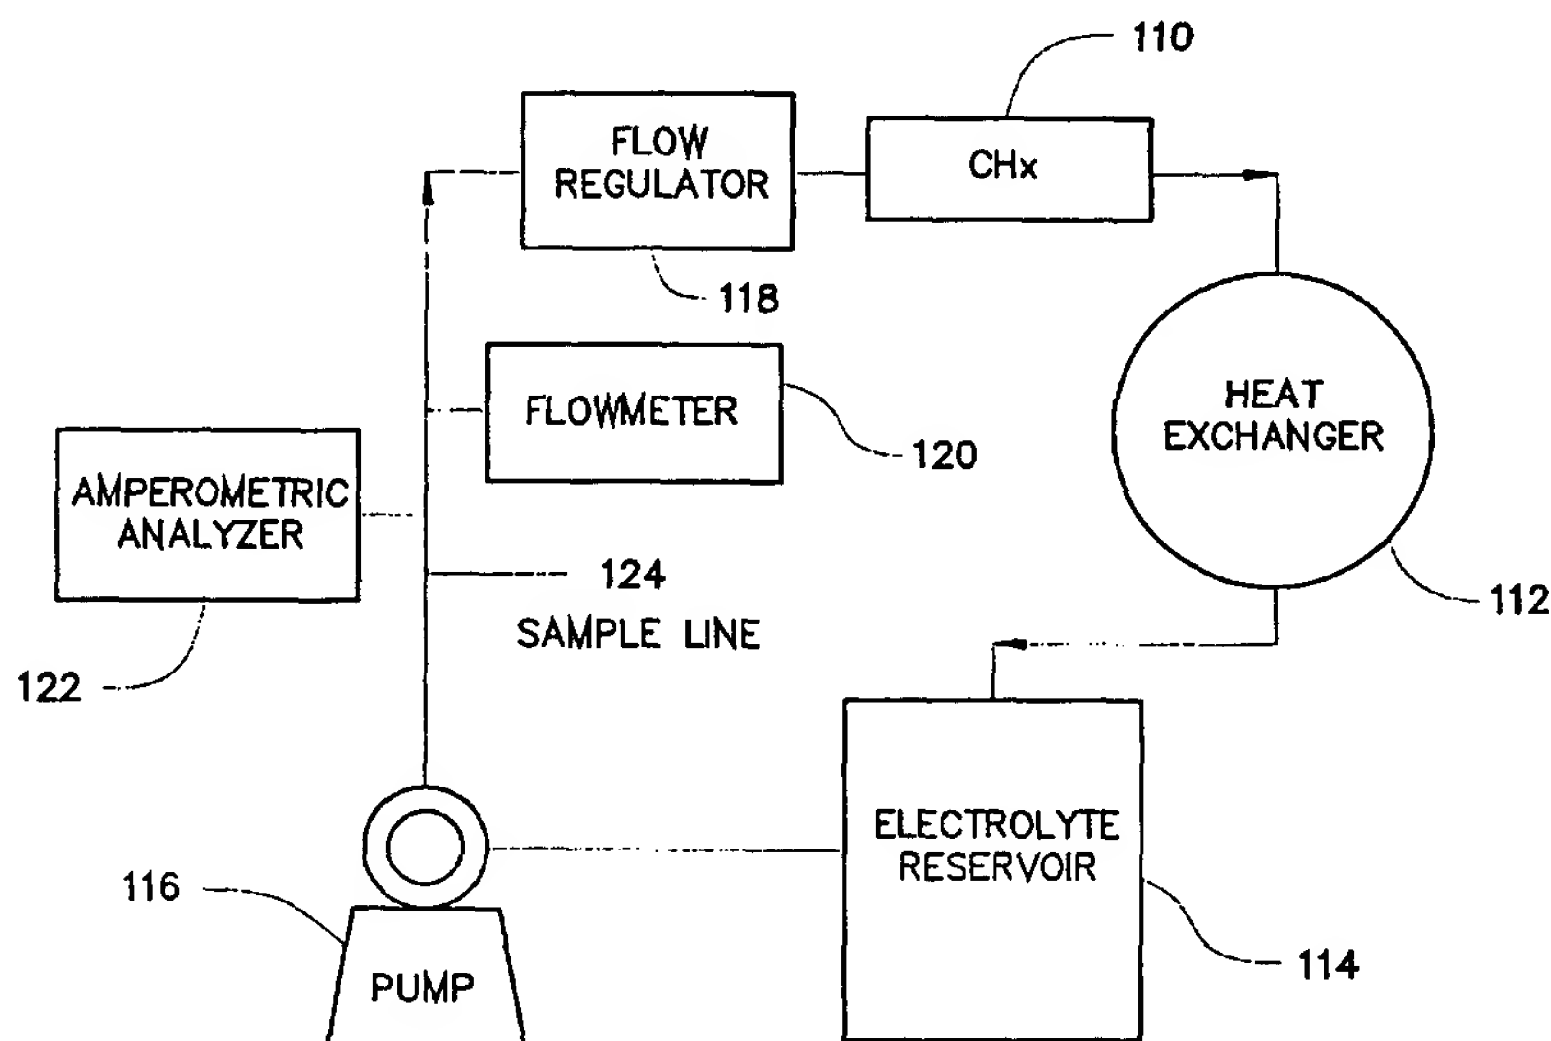 110
FLOW
REGULATOR
CHx
118
HEAT
EXCHANGER
FLOWMETER
120
AMPEROMETRIC
ANALYZER
124
SAMPLE LINE
112
122
ELECTROLYTE
RESERVOIR
116
PUMP
114